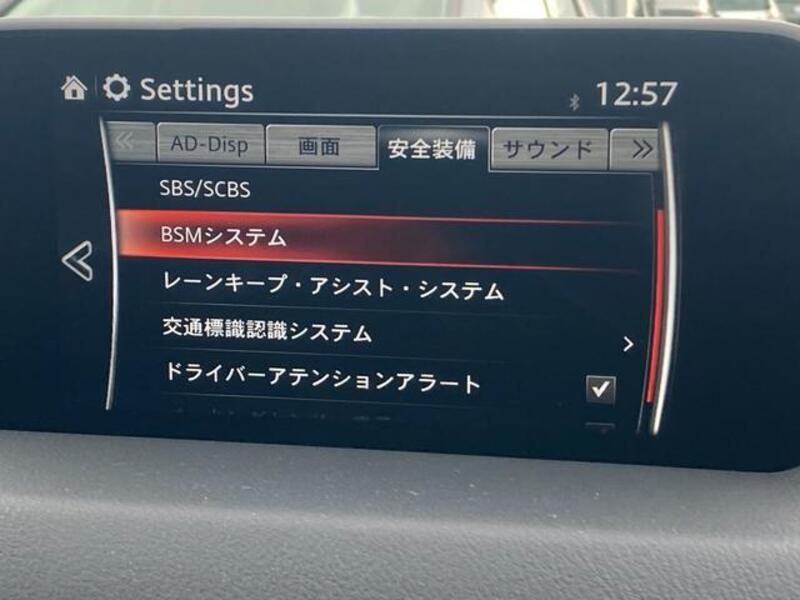 Settings
12:57
AD-Disp 画面 安全装備 サウンド
SBS/SCBS
BSMシステム
レーンキープ・アシスト・システム
交通標識認識システム
ドライバーアテンションアラート